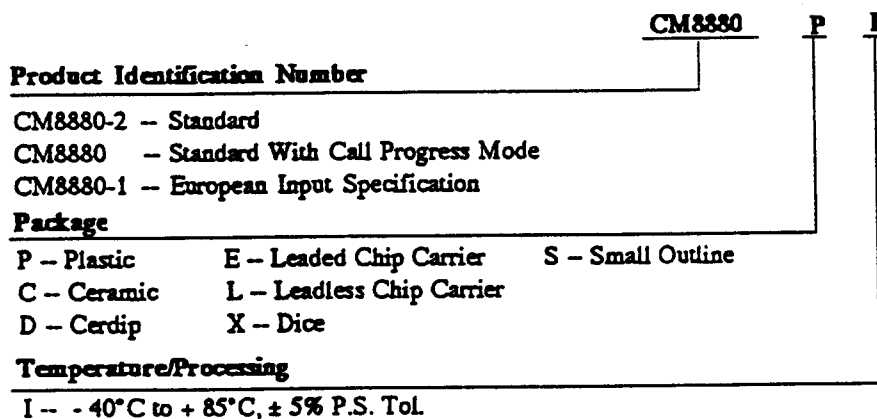 CM8880 P
Product Identification Number
CM8880-2 -- Standard
CM8880 -- Standard With Call Progress Mode
CM8880-1 -- European Input Specification
Package
P -- Plastic E -- Leaded Chip Carrier S -- Small Outline
C -- Ceramic L -- Leadless Chip Carrier
D -- Cerdip X -- Dice
Temperature/Processing
I -- - 40°C to + 85°C, ± 5% P.S. Tol.